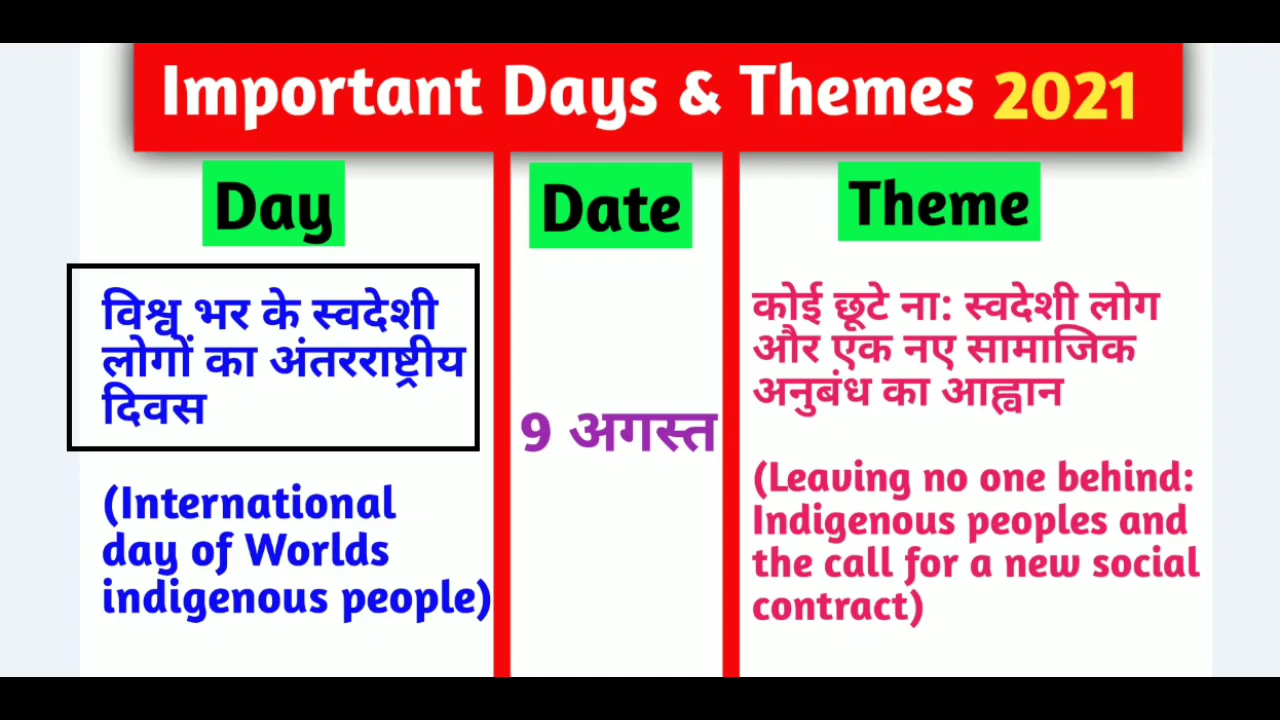 Important Days & Themes 2021
Day
Date
Theme
विश्व भर के स्वदेशी
लोगों का अंतरराष्ट्रीय
दिवस
(International
day of Worlds
indigenous people)
9 अगस्त
कोई छूटे ना: स्वदेशी लोग
और एक नए सामाजिक
अनुबंध का आह्वान
(Leaving no one behind:
Indigenous peoples and
the call for a new social
contract)